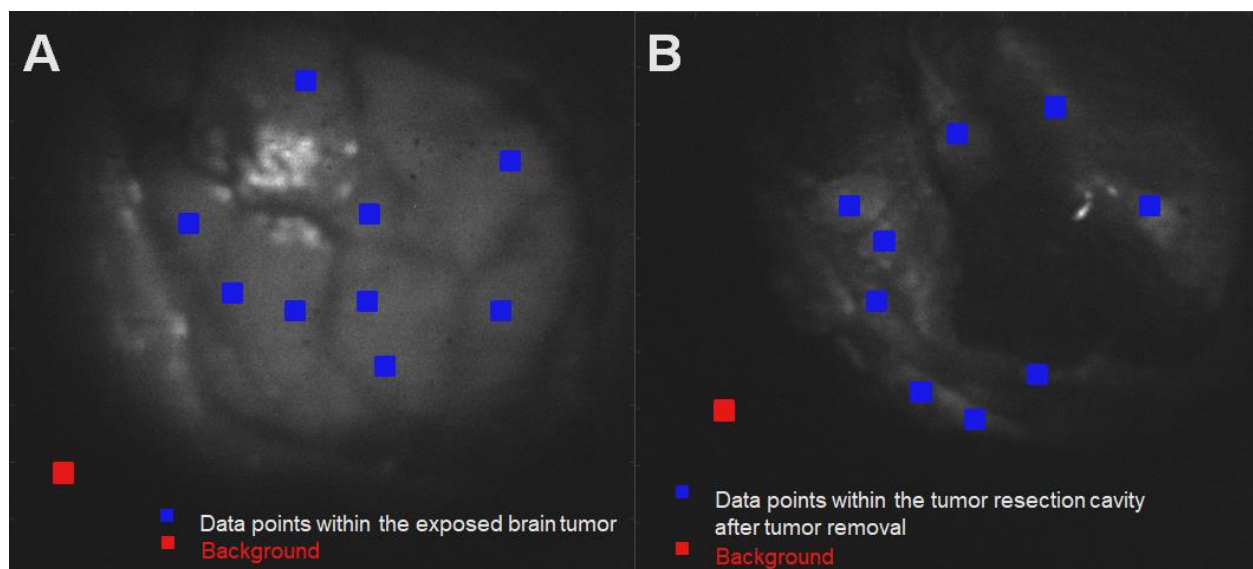 A
B
Data points within the exposed brain tumor
Background
Data points within the tumor resection cavity
after tumor removal
Background